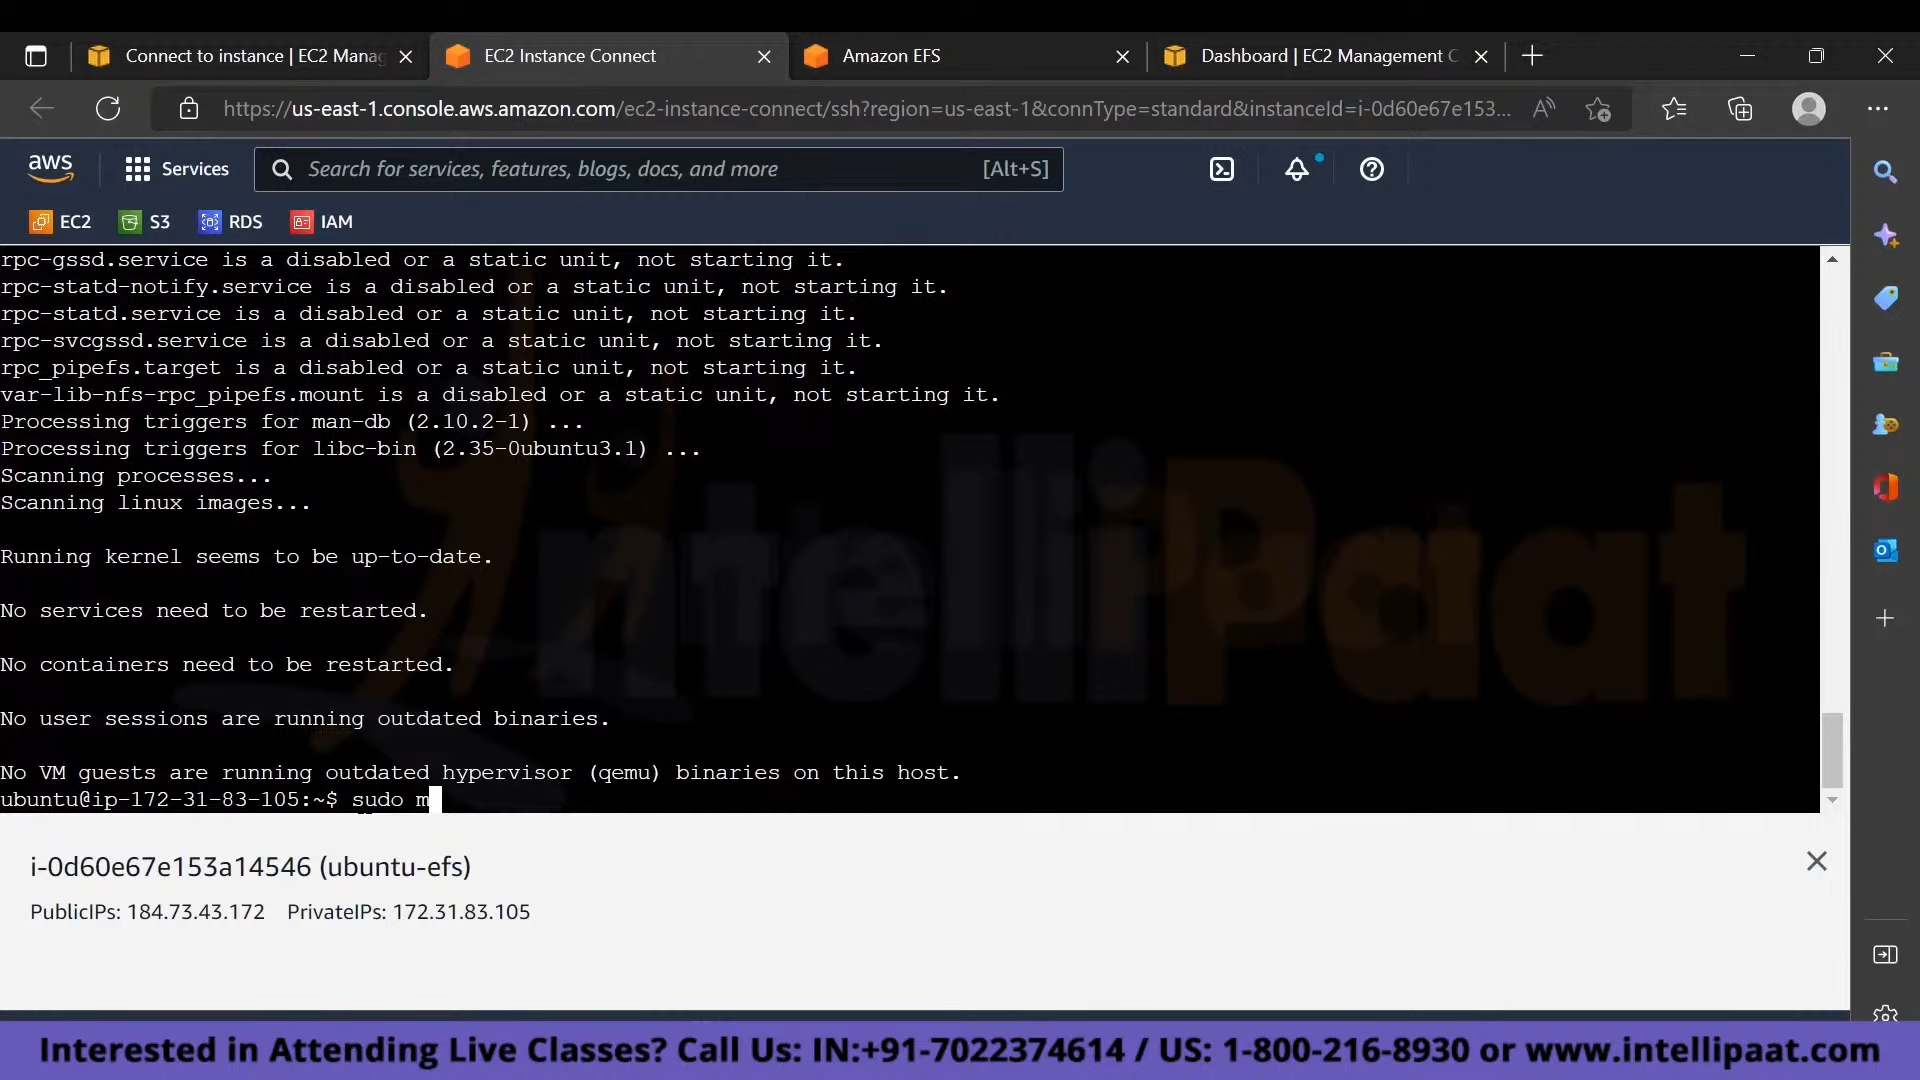 Connect to instance | EC2 Manag
EC2 Instance Connect
Amazon EFS
Dashboard | EC2 Management C
https://us-east-1.console.aws.amazon.com/ec2-instance-connect/ssh?region=us-east-1&connType=standard&instanceId=i-0d60e67e153...
aws
Services
Search for services, features, blogs, docs, and more
[Alt+S]
EC2
S3
RDS
IAM
rpc-gssd.service is a disabled or a static unit, not starting it.
rpc-statd-notify.service is a disabled or a static unit, not starting it.
rpc-statd.service is a disabled or a static unit, not starting it.
rpc-svcgssd.service is a disabled or a static unit, not starting it.
rpc_pipefs.target is a disabled or a static unit, not starting it.
var-lib-nfs-rpc_pipefs.mount is a disabled or a static unit, not starting it.
Processing triggers for man-db (2.10.2-1) ...
Processing triggers for libc-bin (2.35-0ubuntu3.1) ...
Scanning processes...
Scanning linux images...
Running kernel seems to be up-to-date.
No services need to be restarted.
No containers need to be restarted.
No user sessions are running outdated binaries.
No VM guests are running outdated hypervisor (qemu) binaries on this host.
ubuntu@ip-172-31-83-105:~$ sudo m
intelliPaat
i-0d60e67e153a14546 (ubuntu-efs)
PublicIPs: 184.73.43.172 PrivateIPs: 172.31.83.105
Interested in Attending Live Classes? Call Us: IN:+91-7022374614 / US: 1-800-216-8930 or www.intellipaat.com